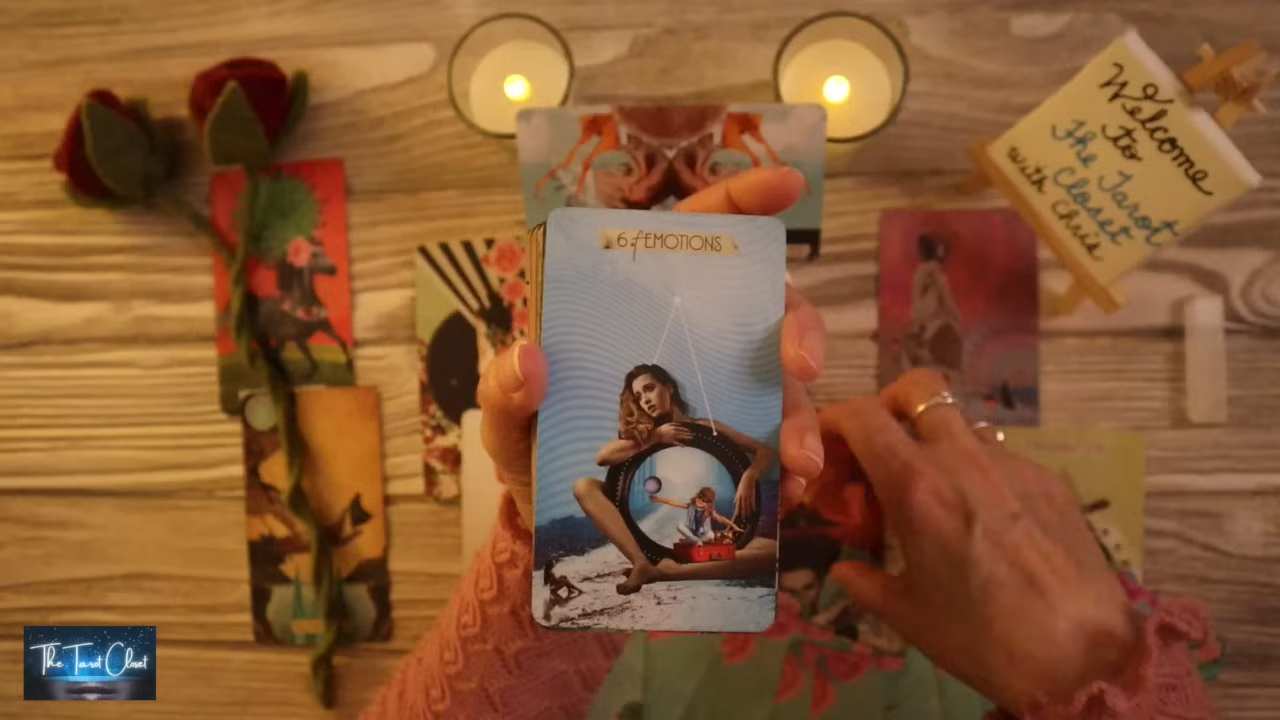 6 of EMOTIONS
Welcome
to
The Tarot
Closet
with Chris
The Tarot Closet